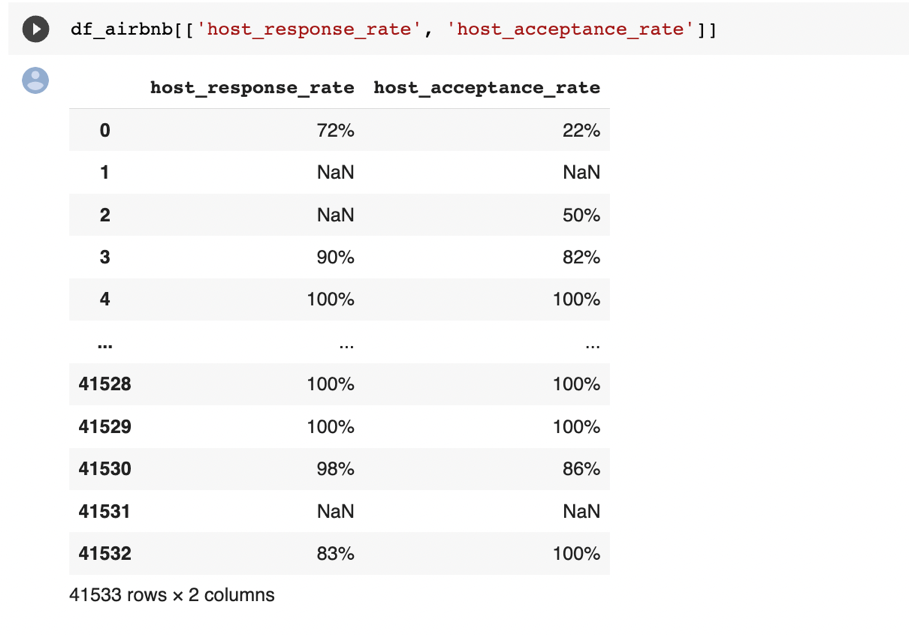 df_airbnb[['host_response_rate', 'host_acceptance_rate']]
host_response_rate host_acceptance_rate
0 72% 22%
1 NaN NaN
2 NaN 50%
3 90% 82%
4 100% 100%
... ... ...
41528 100% 100%
41529 100% 100%
41530 98% 86%
41531 NaN NaN
41532 83% 100%
41533 rows × 2 columns